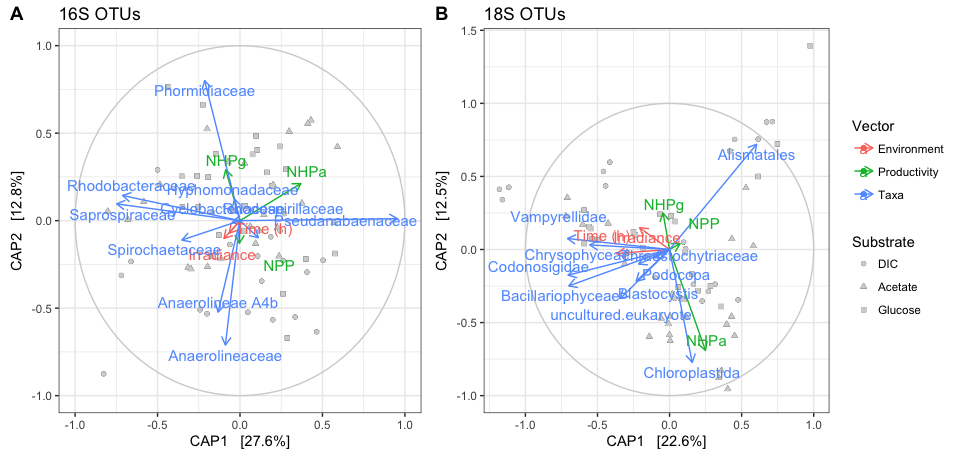 A 16S OTUs
B 18S OTUs
CAP2 [12.8%]
1.0
0.5
0.0
-0.5
-1.0
Phormidiaceae
NHPg
NHPa
Rhodobacteraceae
Hyphomonadaceae
Saprospiraceae
Pseudanabaenaceae
Time (h)
Spirochaetaceae
Irradiance
NPP
Anaerolineae A4b
Anaerolineaceae
-1.0 -0.5 0.0 0.5 1.0
CAP1 [27.6%]
CAP2 [12.5%]
1.5
1.0
0.5
0.0
-0.5
-1.0
Alismatales
NHPg
Vampyrellidae
NPP
Time (h)
Irradiance
Chrysophyceae
Codonosigidae
Podocopa
Bacillariophyceae
Blastocystis
uncultured.eukaryote
NHPa
Chloroplastida
-1.0 -0.5 0.0 0.5 1.0
CAP1 [22.6%]
Vector
Environment
Productivity
Taxa
Substrate
DIC
Acetate
Glucose